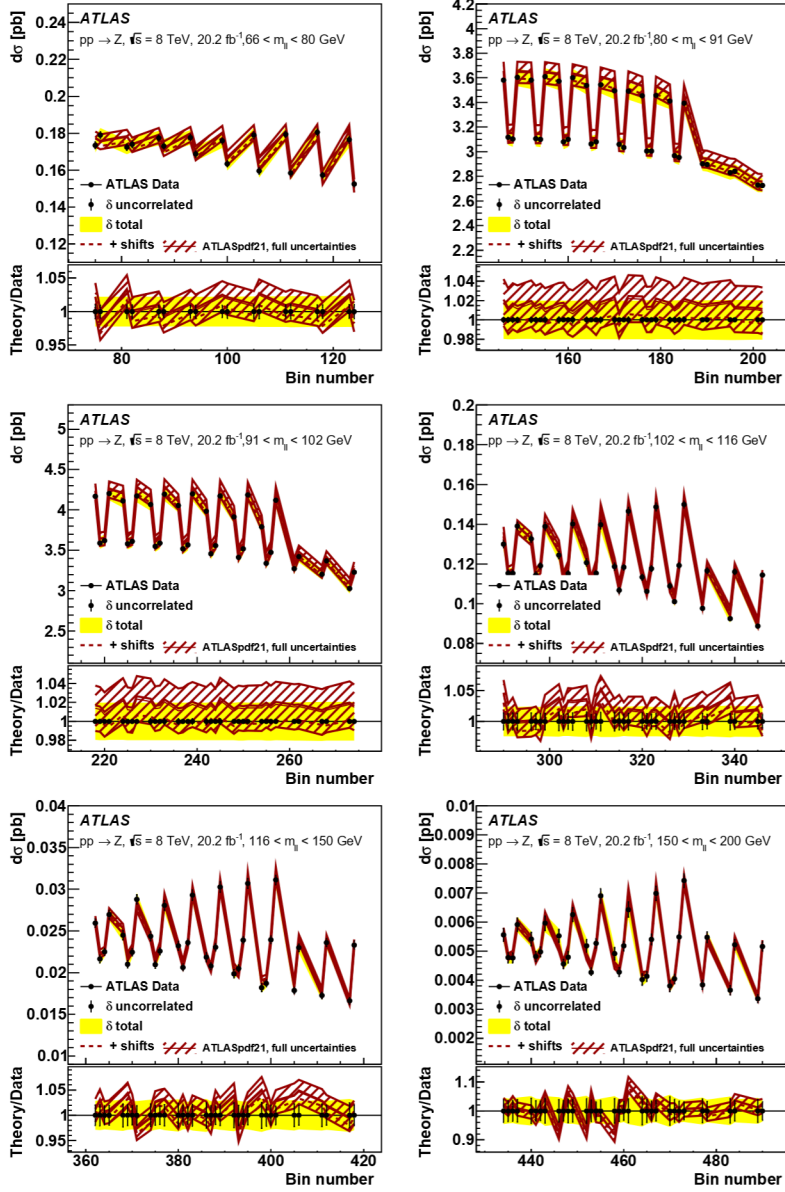 dσ [pb]
0.24
0.22
0.2
0.18
0.16
0.14
0.12
ATLAS
pp → Z, √s = 8 TeV, 20.2 fb⁻¹,66 < m_ll < 80 GeV
ATLAS Data
δ uncorrelated
δ total
+ shifts
ATLASpdf21, full uncertainties
Theory/Data
1.05
1
0.95
80
100
120
Bin number
dσ [pb]
4.2
4
3.8
3.6
3.4
3.2
3
2.8
2.6
2.4
2.2
ATLAS
pp → Z, √s = 8 TeV, 20.2 fb⁻¹,80 < m_ll < 91 GeV
ATLAS Data
δ uncorrelated
δ total
+ shifts
ATLASpdf21, full uncertainties
Theory/Data
1.04
1.02
1
0.98
160
180
200
Bin number
dσ [pb]
5
4.5
4
3.5
3
2.5
ATLAS
pp → Z, √s = 8 TeV, 20.2 fb⁻¹,91 < m_ll < 102 GeV
ATLAS Data
δ uncorrelated
δ total
+ shifts
ATLASpdf21, full uncertainties
Theory/Data
1.04
1.02
1
0.98
220
240
260
Bin number
dσ [pb]
0.2
0.18
0.16
0.14
0.12
0.1
0.08
ATLAS
pp → Z, √s = 8 TeV, 20.2 fb⁻¹,102 < m_ll < 116 GeV
ATLAS Data
δ uncorrelated
δ total
+ shifts
ATLASpdf21, full uncertainties
Theory/Data
1.05
1
300
320
340
Bin number
dσ [pb]
0.04
0.03
0.02
0.01
ATLAS
pp → Z, √s = 8 TeV, 20.2 fb⁻¹, 116 < m_ll < 150 GeV
ATLAS Data
δ uncorrelated
δ total
+ shifts
ATLASpdf21, full uncertainties
Theory/Data
1.05
1
0.95
360
380
400
420
Bin number
dσ [pb]
0.01
0.009
0.008
0.007
0.006
0.005
0.004
0.003
0.002
ATLAS
pp → Z, √s = 8 TeV, 20.2 fb⁻¹, 150 < m_ll < 200 GeV
ATLAS Data
δ uncorrelated
δ total
+ shifts
ATLASpdf21, full uncertainties
Theory/Data
1.1
1
0.9
440
460
480
Bin number